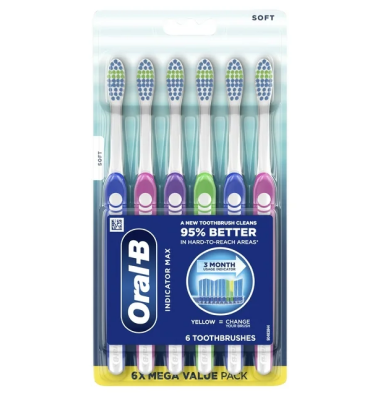 SOFT
SOFT
Oral-B
INDICATOR MAX
A NEW TOOTHBRUSH CLEANS
95% BETTER
IN HARD-TO-REACH AREAS*
3 MONTH
USAGE INDICATOR
YELLOW = CHANGE
YOUR BRUSH
6 TOOTHBRUSHES
6X MEGA VALUE PACK